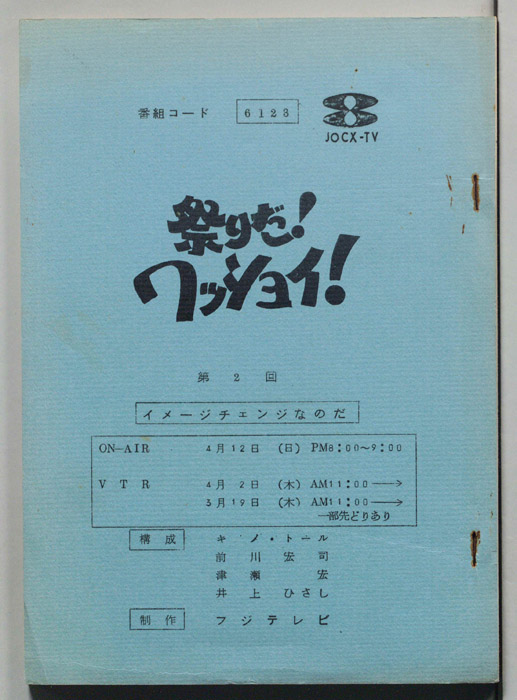 番組コード 6123
JOCX-TV
祭りだ!
ワッショイ!
第 2 回
イメージチェンジなのだ
ON-AIR 4月12日 (日) PM8:00~9:00
V T R 4月 2日 (木) AM11:00→
3月19日 (木) AM11:00→
一部先どりあり
構成 キノ・トール
前川宏司
津瀬宏
井上ひさし
制作 フジテレビ